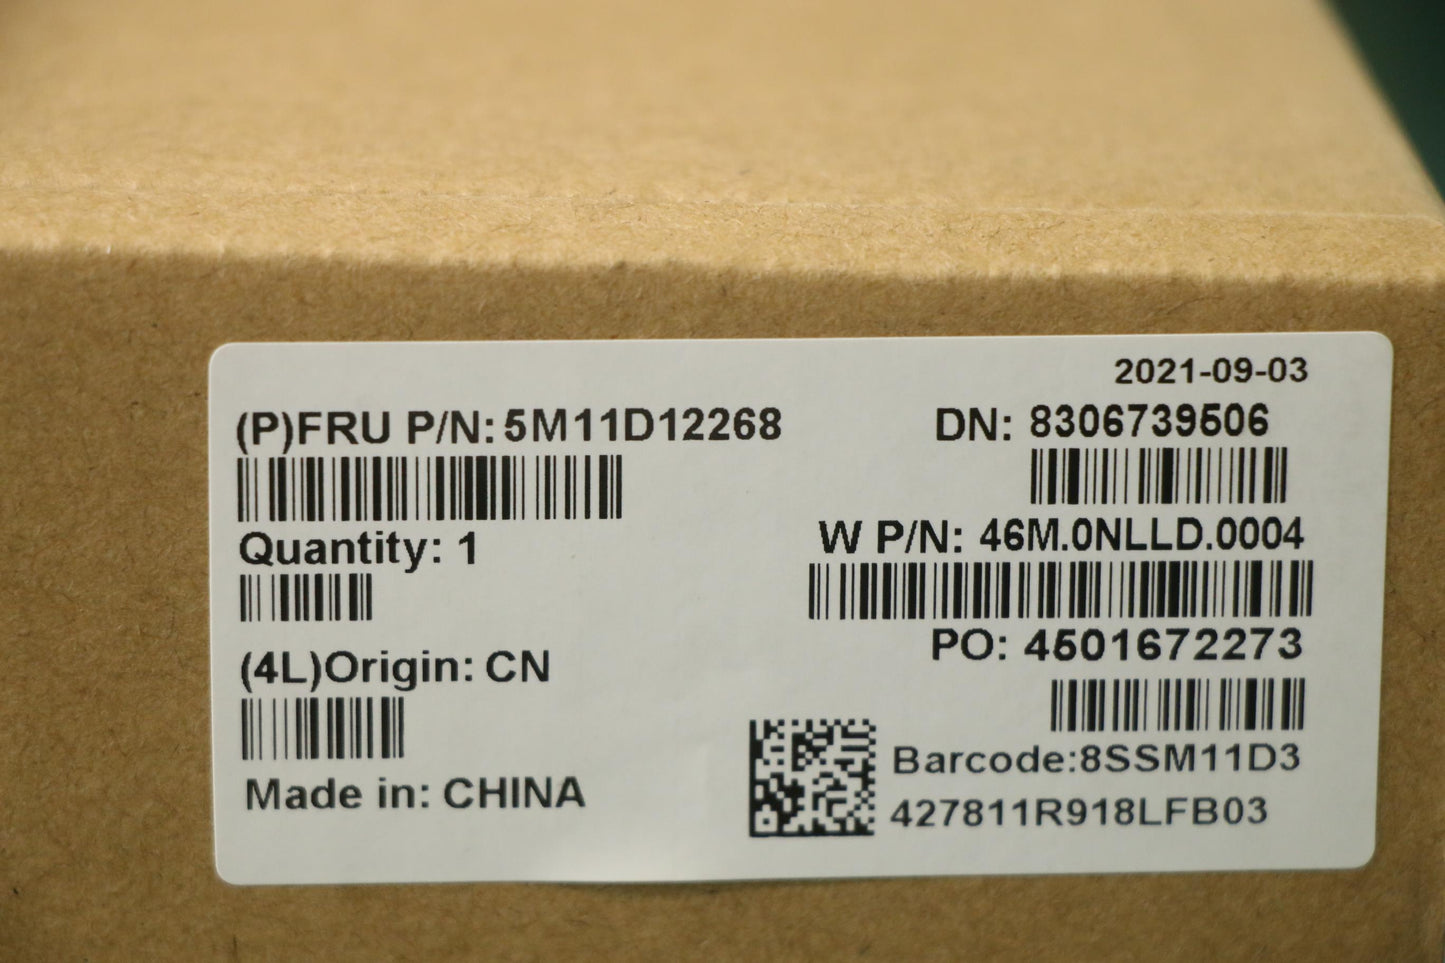 2021-09-03
(P)FRU P/N: 5M11D12268
DN: 8306739506
Quantity: 1
W P/N: 46M.0NLLD.0004
PO: 4501672273
(4L)Origin: CN
Made in: CHINA
Barcode:8SSM11D3
427811R918LFB03